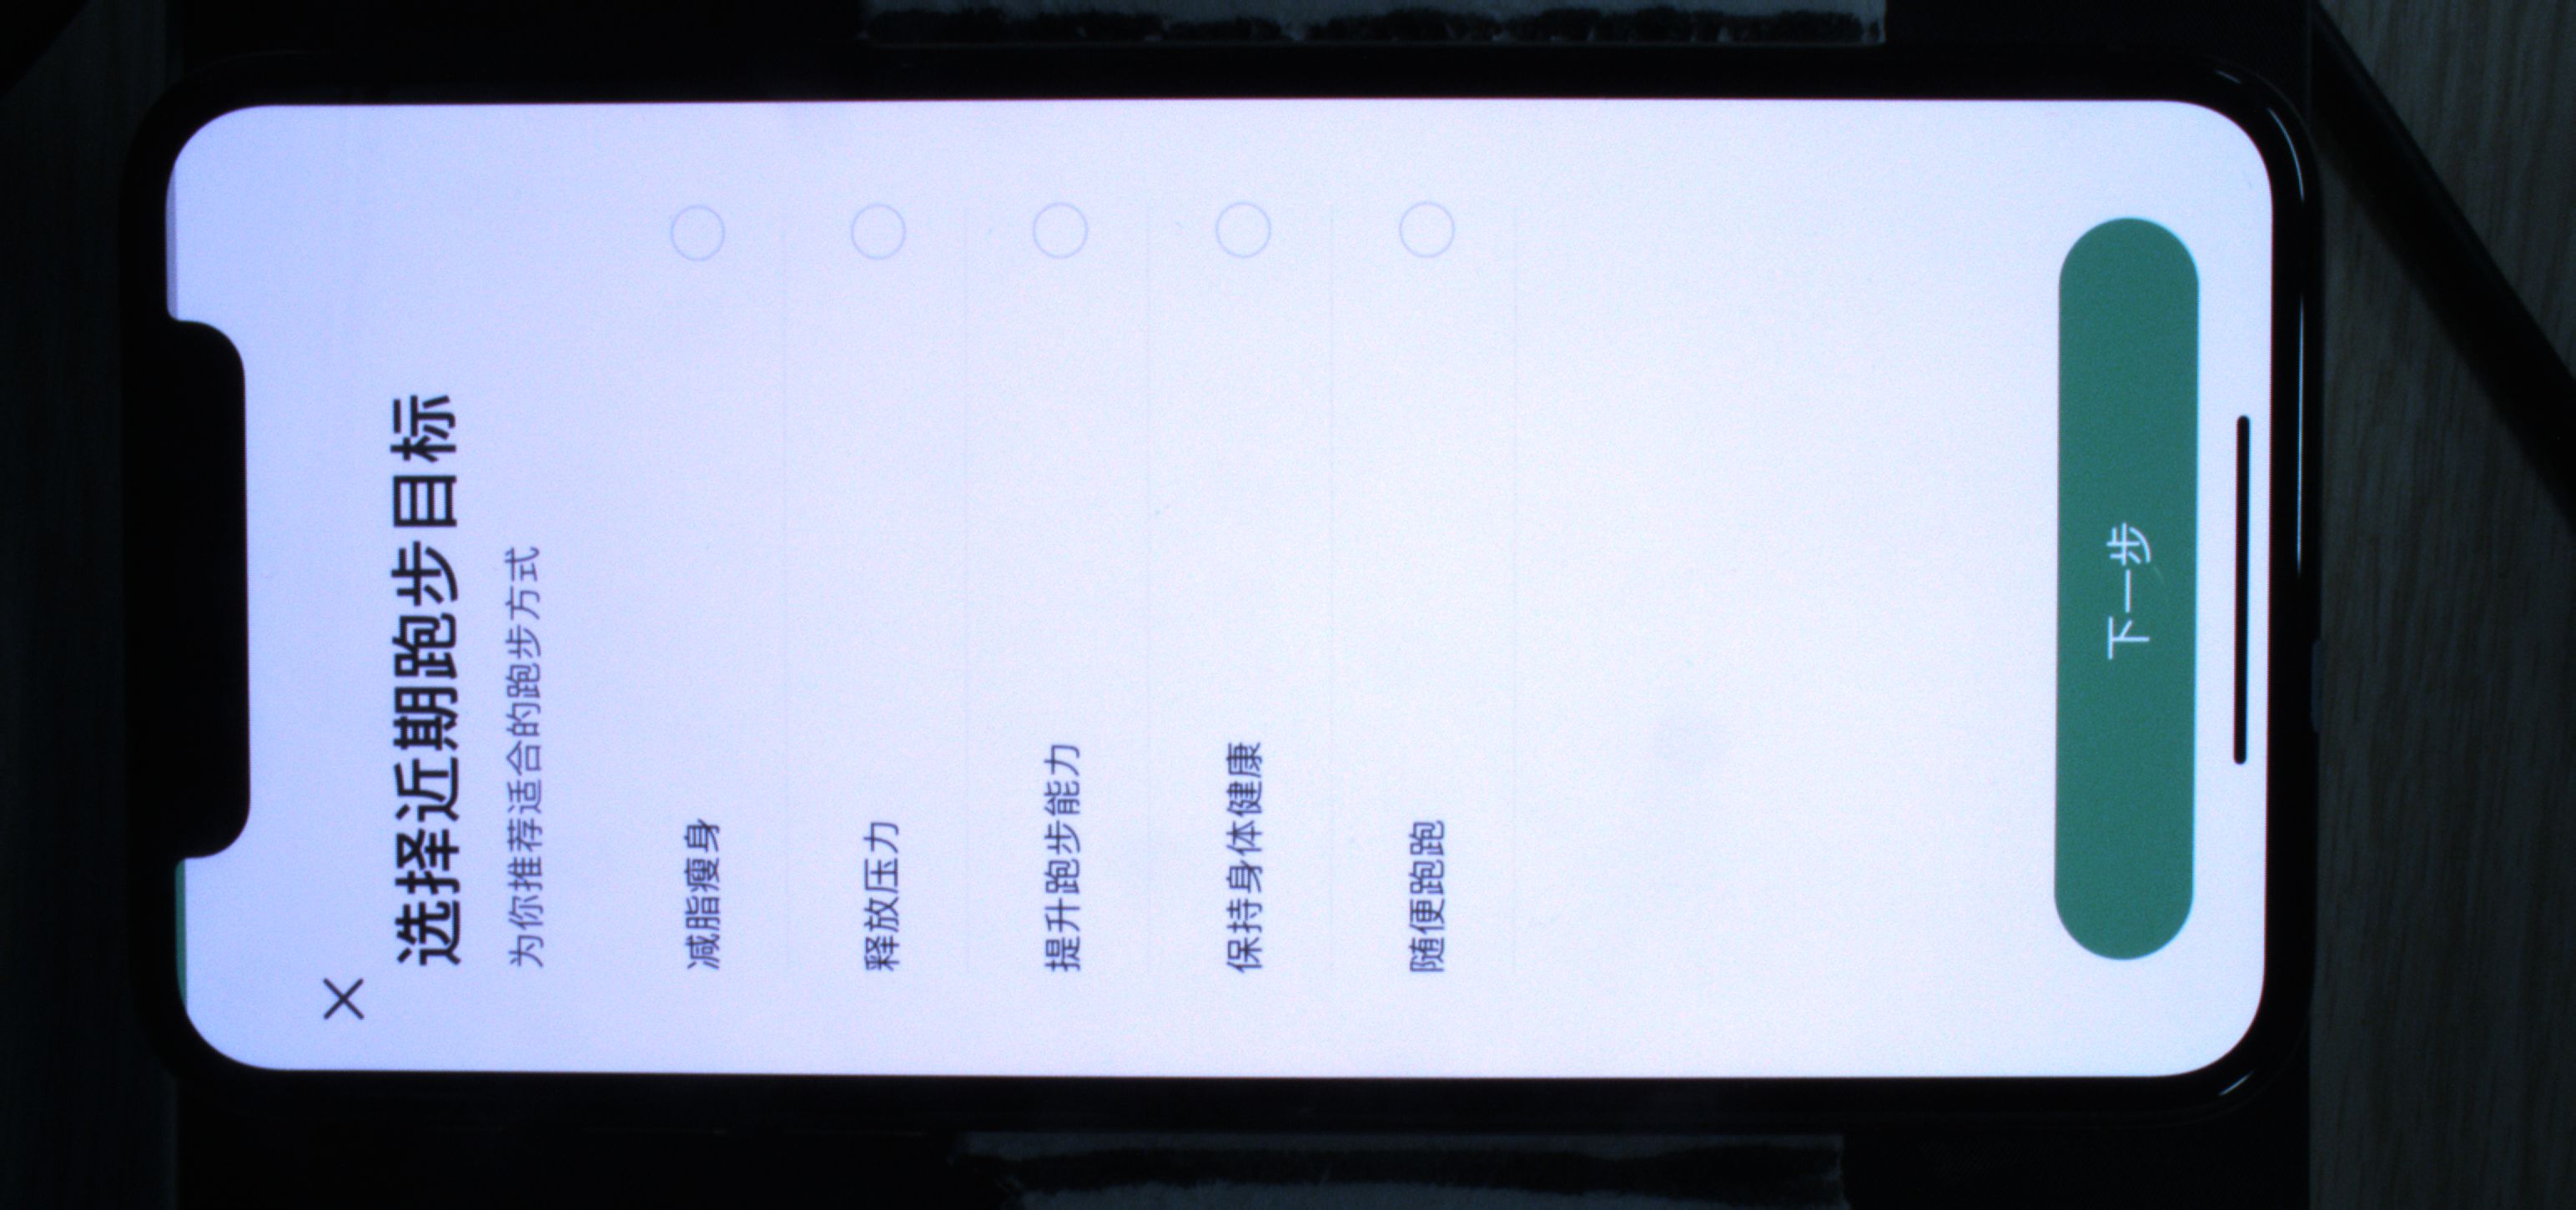 选择近期跑步目标
为你推荐适合的跑步方式
减脂瘦身
释放压力
提升跑步能力
保持身体健康
随便跑跑
下一步